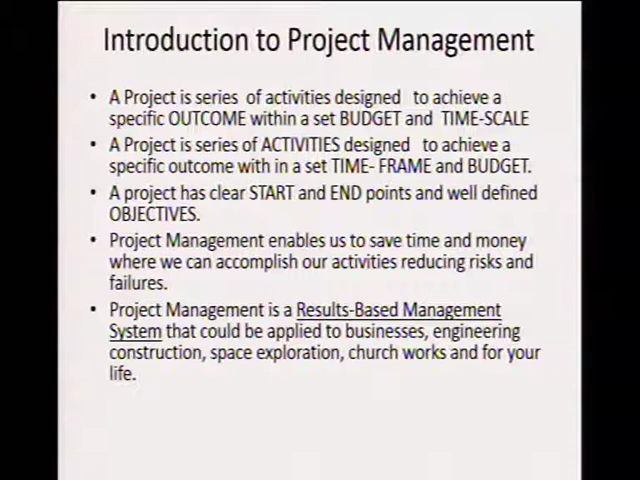 Introduction to Project Management
• A Project is series of activities designed to achieve a
specific OUTCOME within a set BUDGET and TIME-SCALE
• A Project is series of ACTIVITIES designed to achieve a
specific outcome with in a set TIME- FRAME and BUDGET.
• A project has clear START and END points and well defined
OBJECTIVES.
• Project Management enables us to save time and money
where we can accomplish our activities reducing risks and
failures.
• Project Management is a Results-Based Management
System that could be applied to businesses, engineering
construction, space exploration, church works and for your
life.